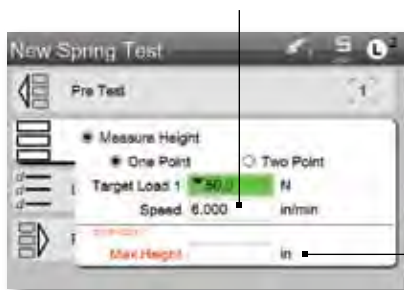 New Spring Test
Pre Test
1
Measure Height
One Point Two Point
Target Load 1 50.0 N
Speed 6.000 in/min
Max Height in